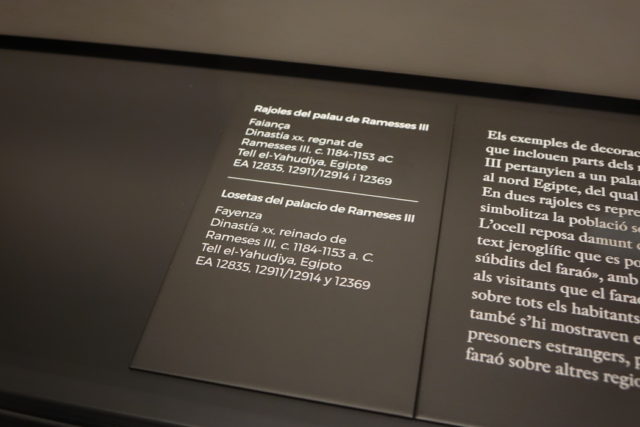 Rajoles del palau de Ramesses III
Faiança
Dinastia XX, regnat de
Ramesses III, c. 1184-1153 aC
Tell el-Yahudiya, Egipte
EA 12835, 12911/12914 i 12369
Losetas del palacio de Rameses III
Fayenza
Dinastía XX, reinado de
Rameses III, c. 1184-1153 a. C.
Tell el-Yahudiya, Egipto
EA 12835, 12911/12914 y 12369
Els exemples de
que inclouen parts dels
III pertanyien a un
al nord Egipte, del qual
En dues rajoles es
simbolitza la població
L'ocell reposa damunt
text jeroglífic que es
súbdits del faraó», amb
als visitants que el
sobre tots els habitants
també s'hi mostraven
presoners estrangers,
faraó sobre altres